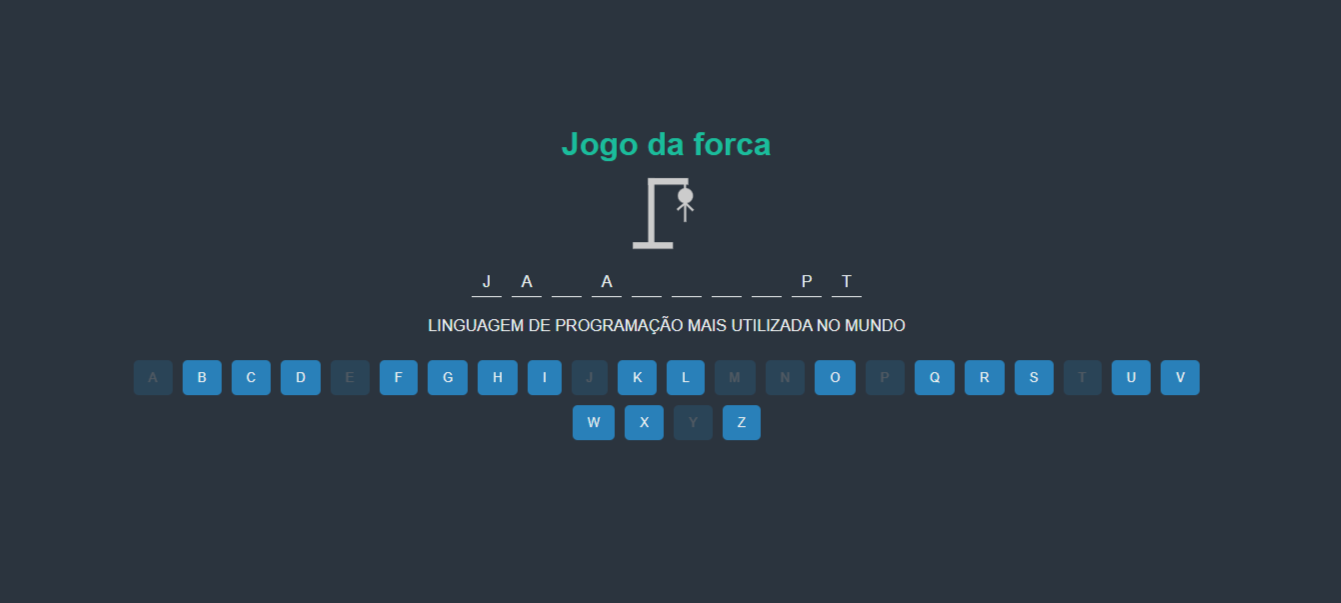 Jogo da forca
J A _ A _ _ _ _ P T
LINGUAGEM DE PROGRAMAÇÃO MAIS UTILIZADA NO MUNDO
A B C D E F G H I J K L M N O P Q R S T U V
W X Y Z